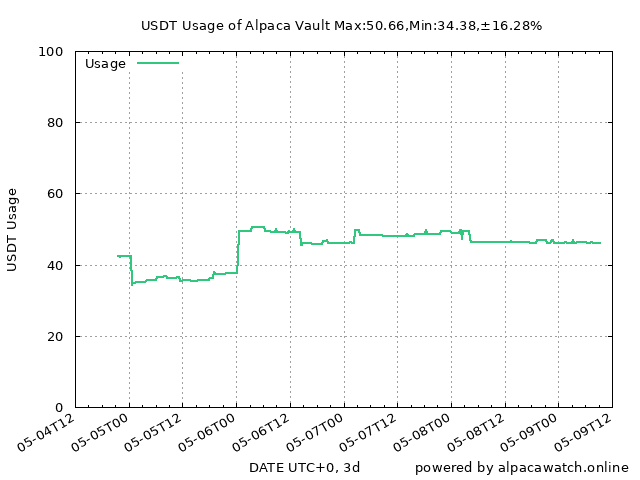 USDT Usage of Alpaca Vault Max:50.66,Min:34.38,±16.28%
100
Usage
80
60
USDT Usage
40
20
0
05-04T12
05-05T00
05-05T12
05-06T00
05-06T12
05-07T00
05-07T12
05-08T00
05-08T12
05-09T00
05-09T12
DATE UTC+0, 3d
powered by alpacawatch.online